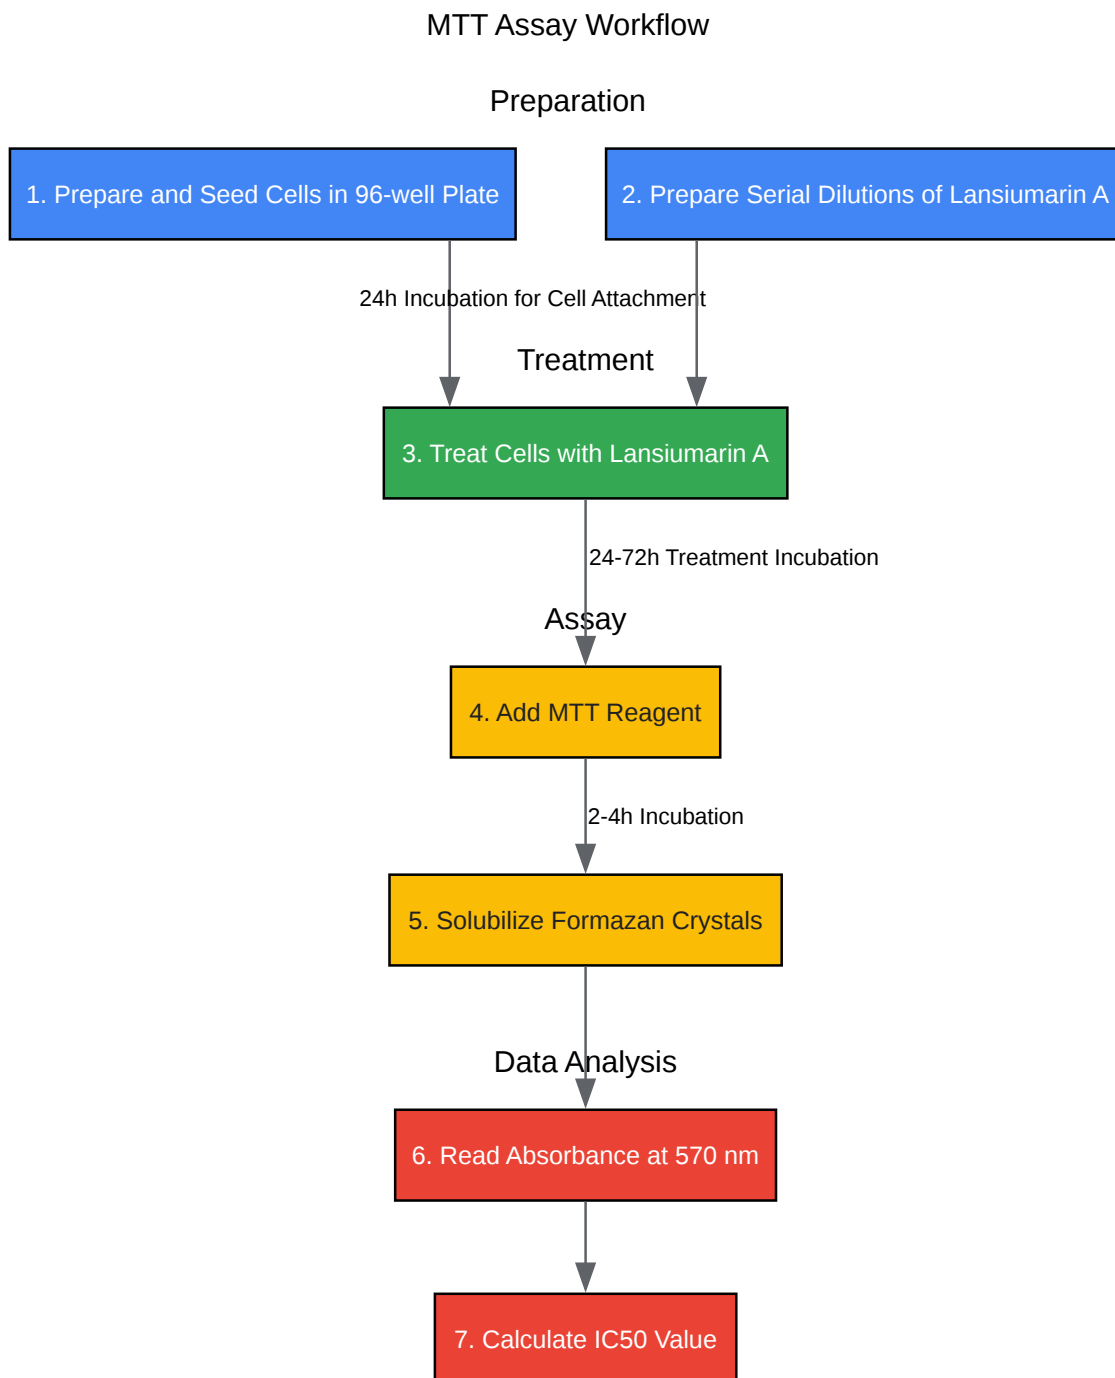 MTT Assay Workflow
Preparation
1. Prepare and Seed Cells in 96-well Plate
2. Prepare Serial Dilutions of Lansiumarin A
24h Incubation for Cell Attachment
Treatment
3. Treat Cells with Lansiumarin A
24-72h Treatment Incubation
Assay
4. Add MTT Reagent
2-4h Incubation
5. Solubilize Formazan Crystals
Data Analysis
6. Read Absorbance at 570 nm
7. Calculate IC50 Value